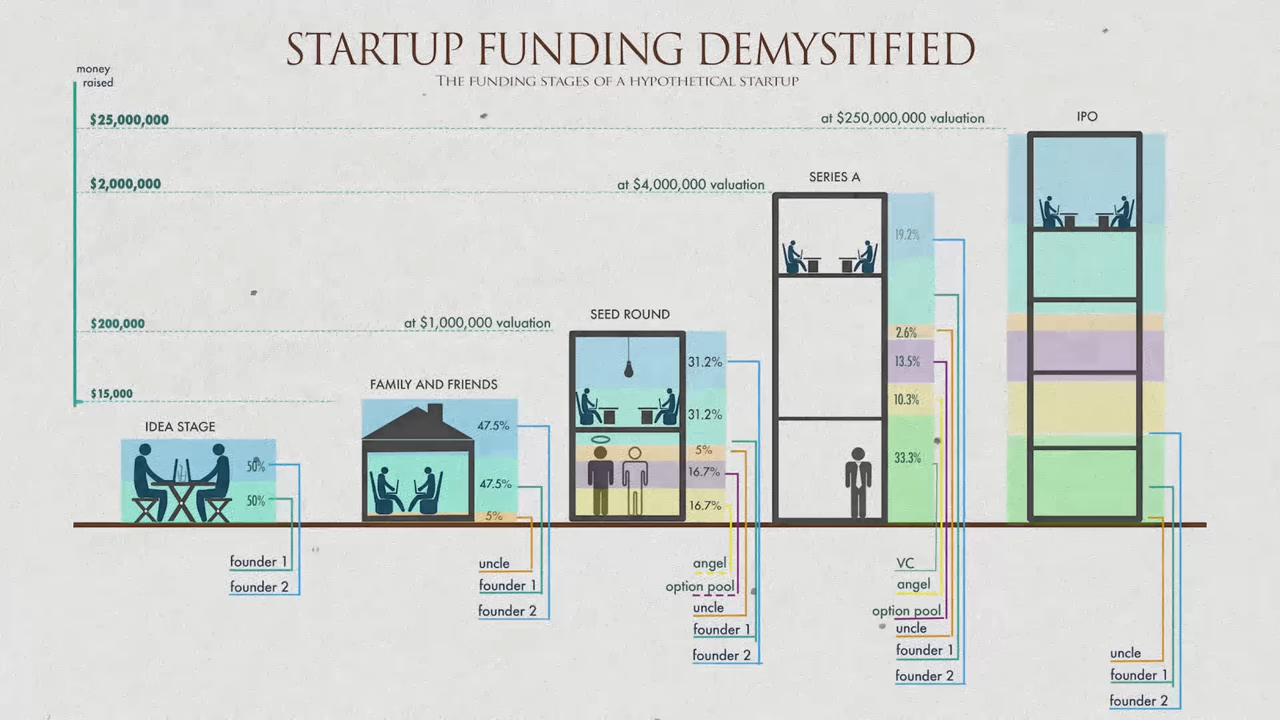 STARTUP FUNDING DEMYSTIFIED
THE FUNDING STAGES OF A HYPOTHETICAL STARTUP
money
raised
$25,000,000
at $250,000,000 valuation
IPO
$2,000,000
at $4,000,000 valuation
SERIES A
$200,000
at $1,000,000 valuation
SEED ROUND
$15,000
FAMILY AND FRIENDS
IDEA STAGE
50%
50%
founder 1
founder 2
47.5%
47.5%
5%
uncle
founder 1
founder 2
31.2%
31.2%
5%
16.7%
16.7%
angel
option pool
uncle
founder 1
founder 2
19.2%
2.6%
13.5%
10.3%
33.3%
VC
angel
option pool
uncle
founder 1
founder 2
uncle
founder 1
founder 2